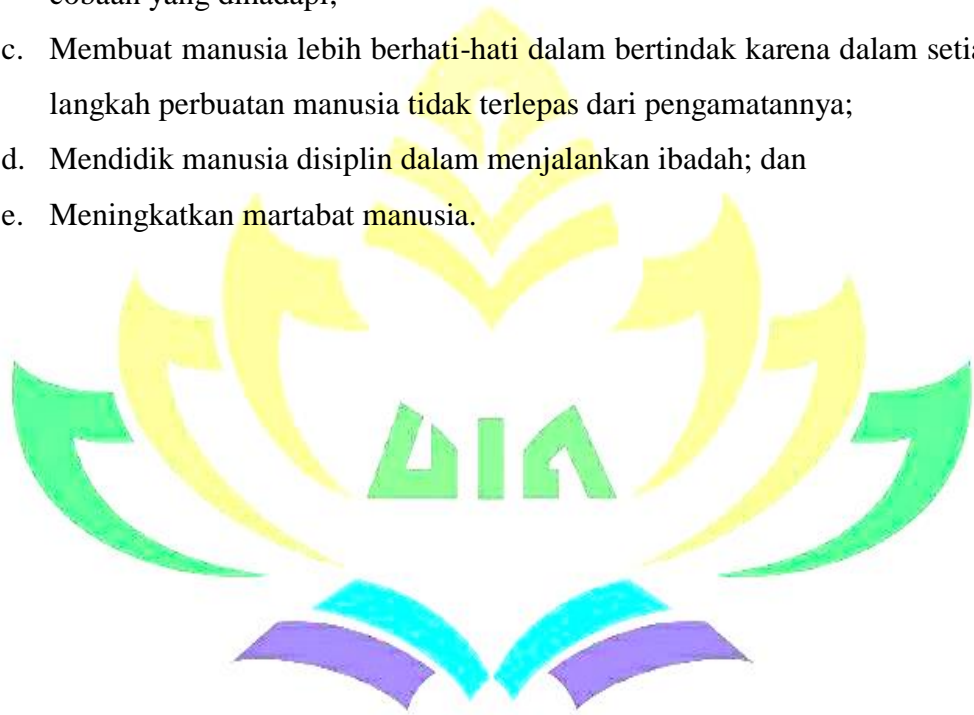 c. Membuat manusia lebih berhati-hati dalam bertindak karena dalam setia
langkah perbuatan manusia tidak terlepas dari pengamatannya;
d. Mendidik manusia disiplin dalam menjalankan ibadah; dan
e. Meningkatkan martabat manusia.
UIN